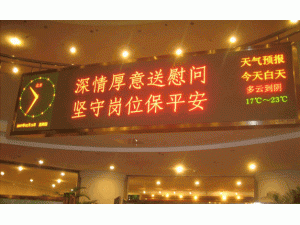 深情厚意送慰问
坚守岗位保平安
天气预报
今天白天
多云到阴
17℃～23℃